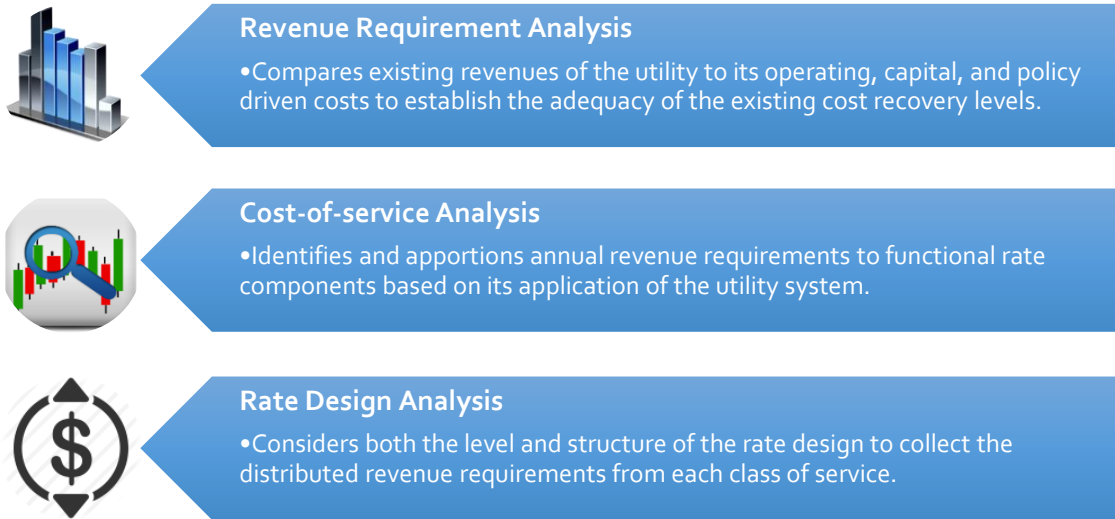 Revenue Requirement Analysis
•Compares existing revenues of the utility to its operating, capital, and policy
driven costs to establish the adequacy of the existing cost recovery levels.
Cost-of-service Analysis
•Identifies and apportions annual revenue requirements to functional rate
components based on its application of the utility system.
$
Rate Design Analysis
•Considers both the level and structure of the rate design to collect the
distributed revenue requirements from each class of service.